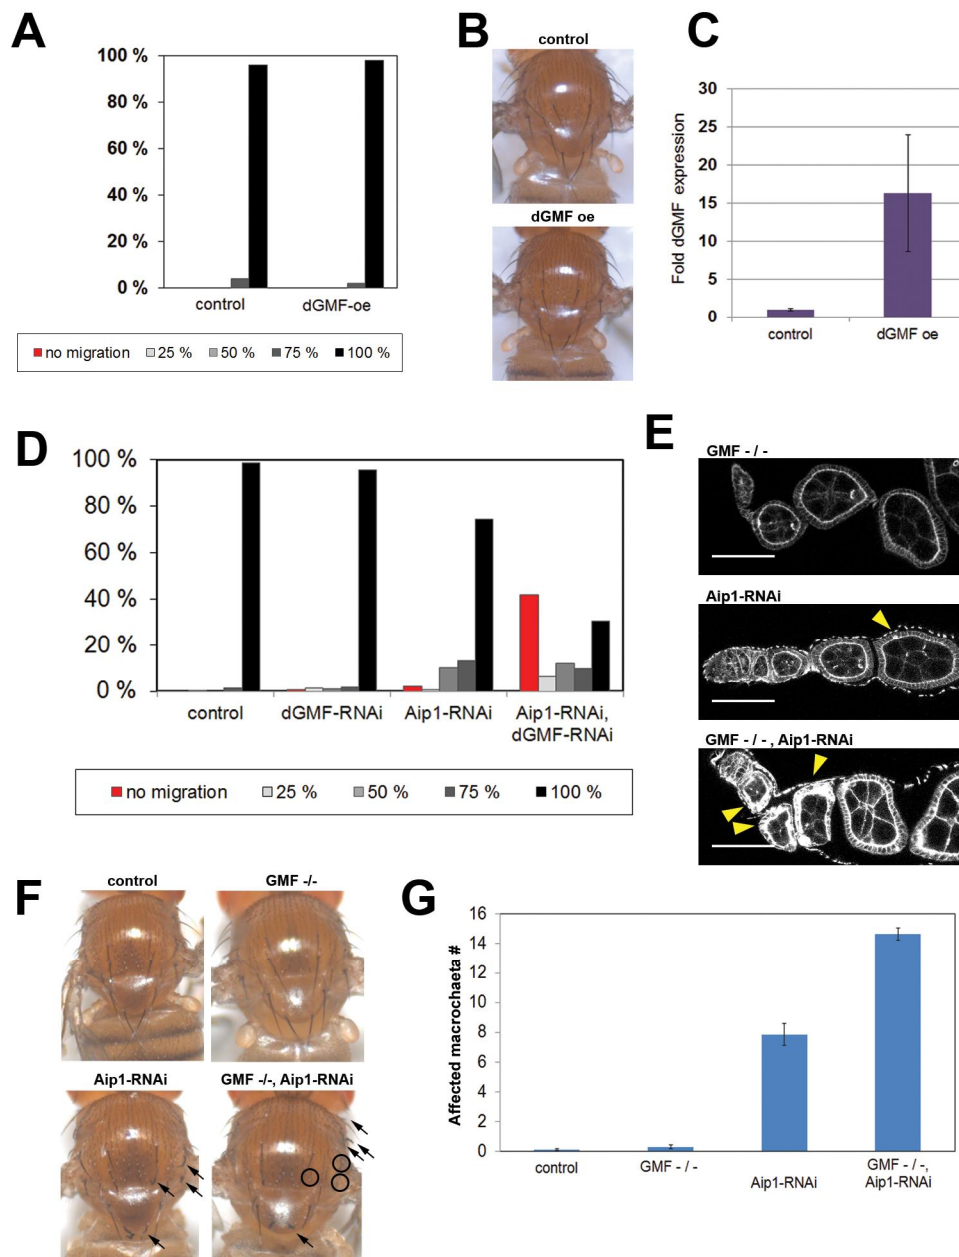 A
100 %
80 %
60 %
40 %
20 %
0 %
control
dGMF-oe
no migration 25 % 50 % 75 % 100 %
B
control
dGMF oe
C
Fold dGMF expression
30
25
20
15
10
5
0
control
dGMF oe
D
100 %
80 %
60 %
40 %
20 %
0 %
control
dGMF-RNAi
Aip1-RNAi
Aip1-RNAi,
dGMF-RNAi
no migration 25 % 50 % 75 % 100 %
E
GMF - / -
Aip1-RNAi
GMF - / -, Aip1-RNAi
F
control
GMF -/-
Aip1-RNAi
GMF -/-, Aip1-RNAi
G
Affected macrochaeta #
16
14
12
10
8
6
4
2
0
control
GMF - / -
Aip1-RNAi
GMF - / -,
Aip1-RNAi